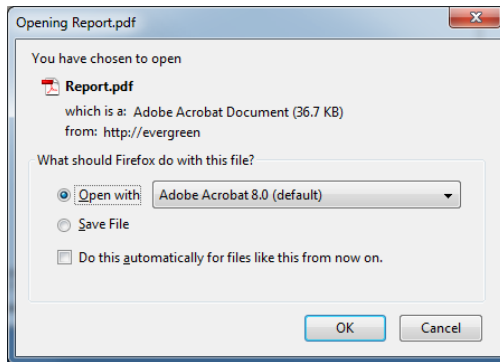 Opening Report.pdf
You have chosen to open
Report.pdf
which is a: Adobe Acrobat Document (36.7 KB)
from: http://evergreen
What should Firefox do with this file?
Open with Adobe Acrobat 8.0 (default)
Save File
Do this automatically for files like this from now on.
OK Cancel